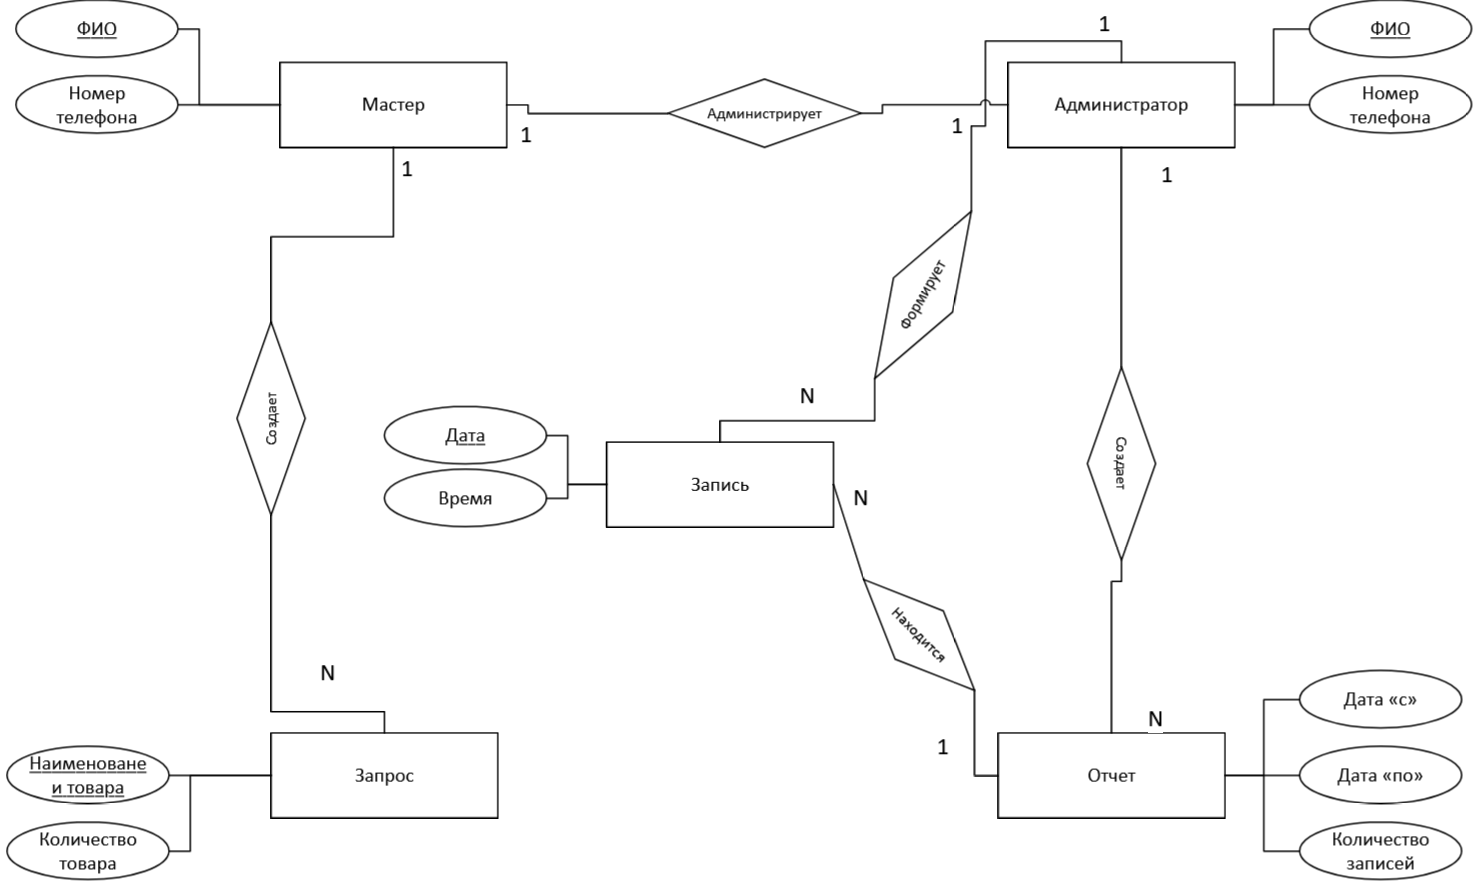 ФИО
Номер
телефона
Мастер
1
1
Администрирует
1
1
Администратор
1
ФИО
Номер
телефона
Формирует
Создает
N
Дата
Время
Запись
N
Создает
Находится
N
1
N
Наименоване
и товара
Количество
товара
Запрос
Отчет
Дата «с»
Дата «по»
Количество
записей